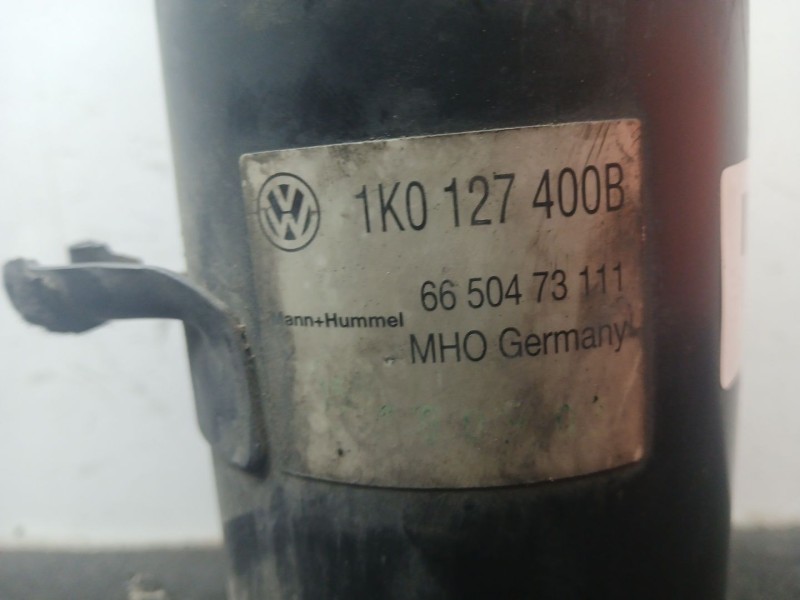 1K0 127 400B
66 504 73 111
Mann+Hummel
MHO Germany